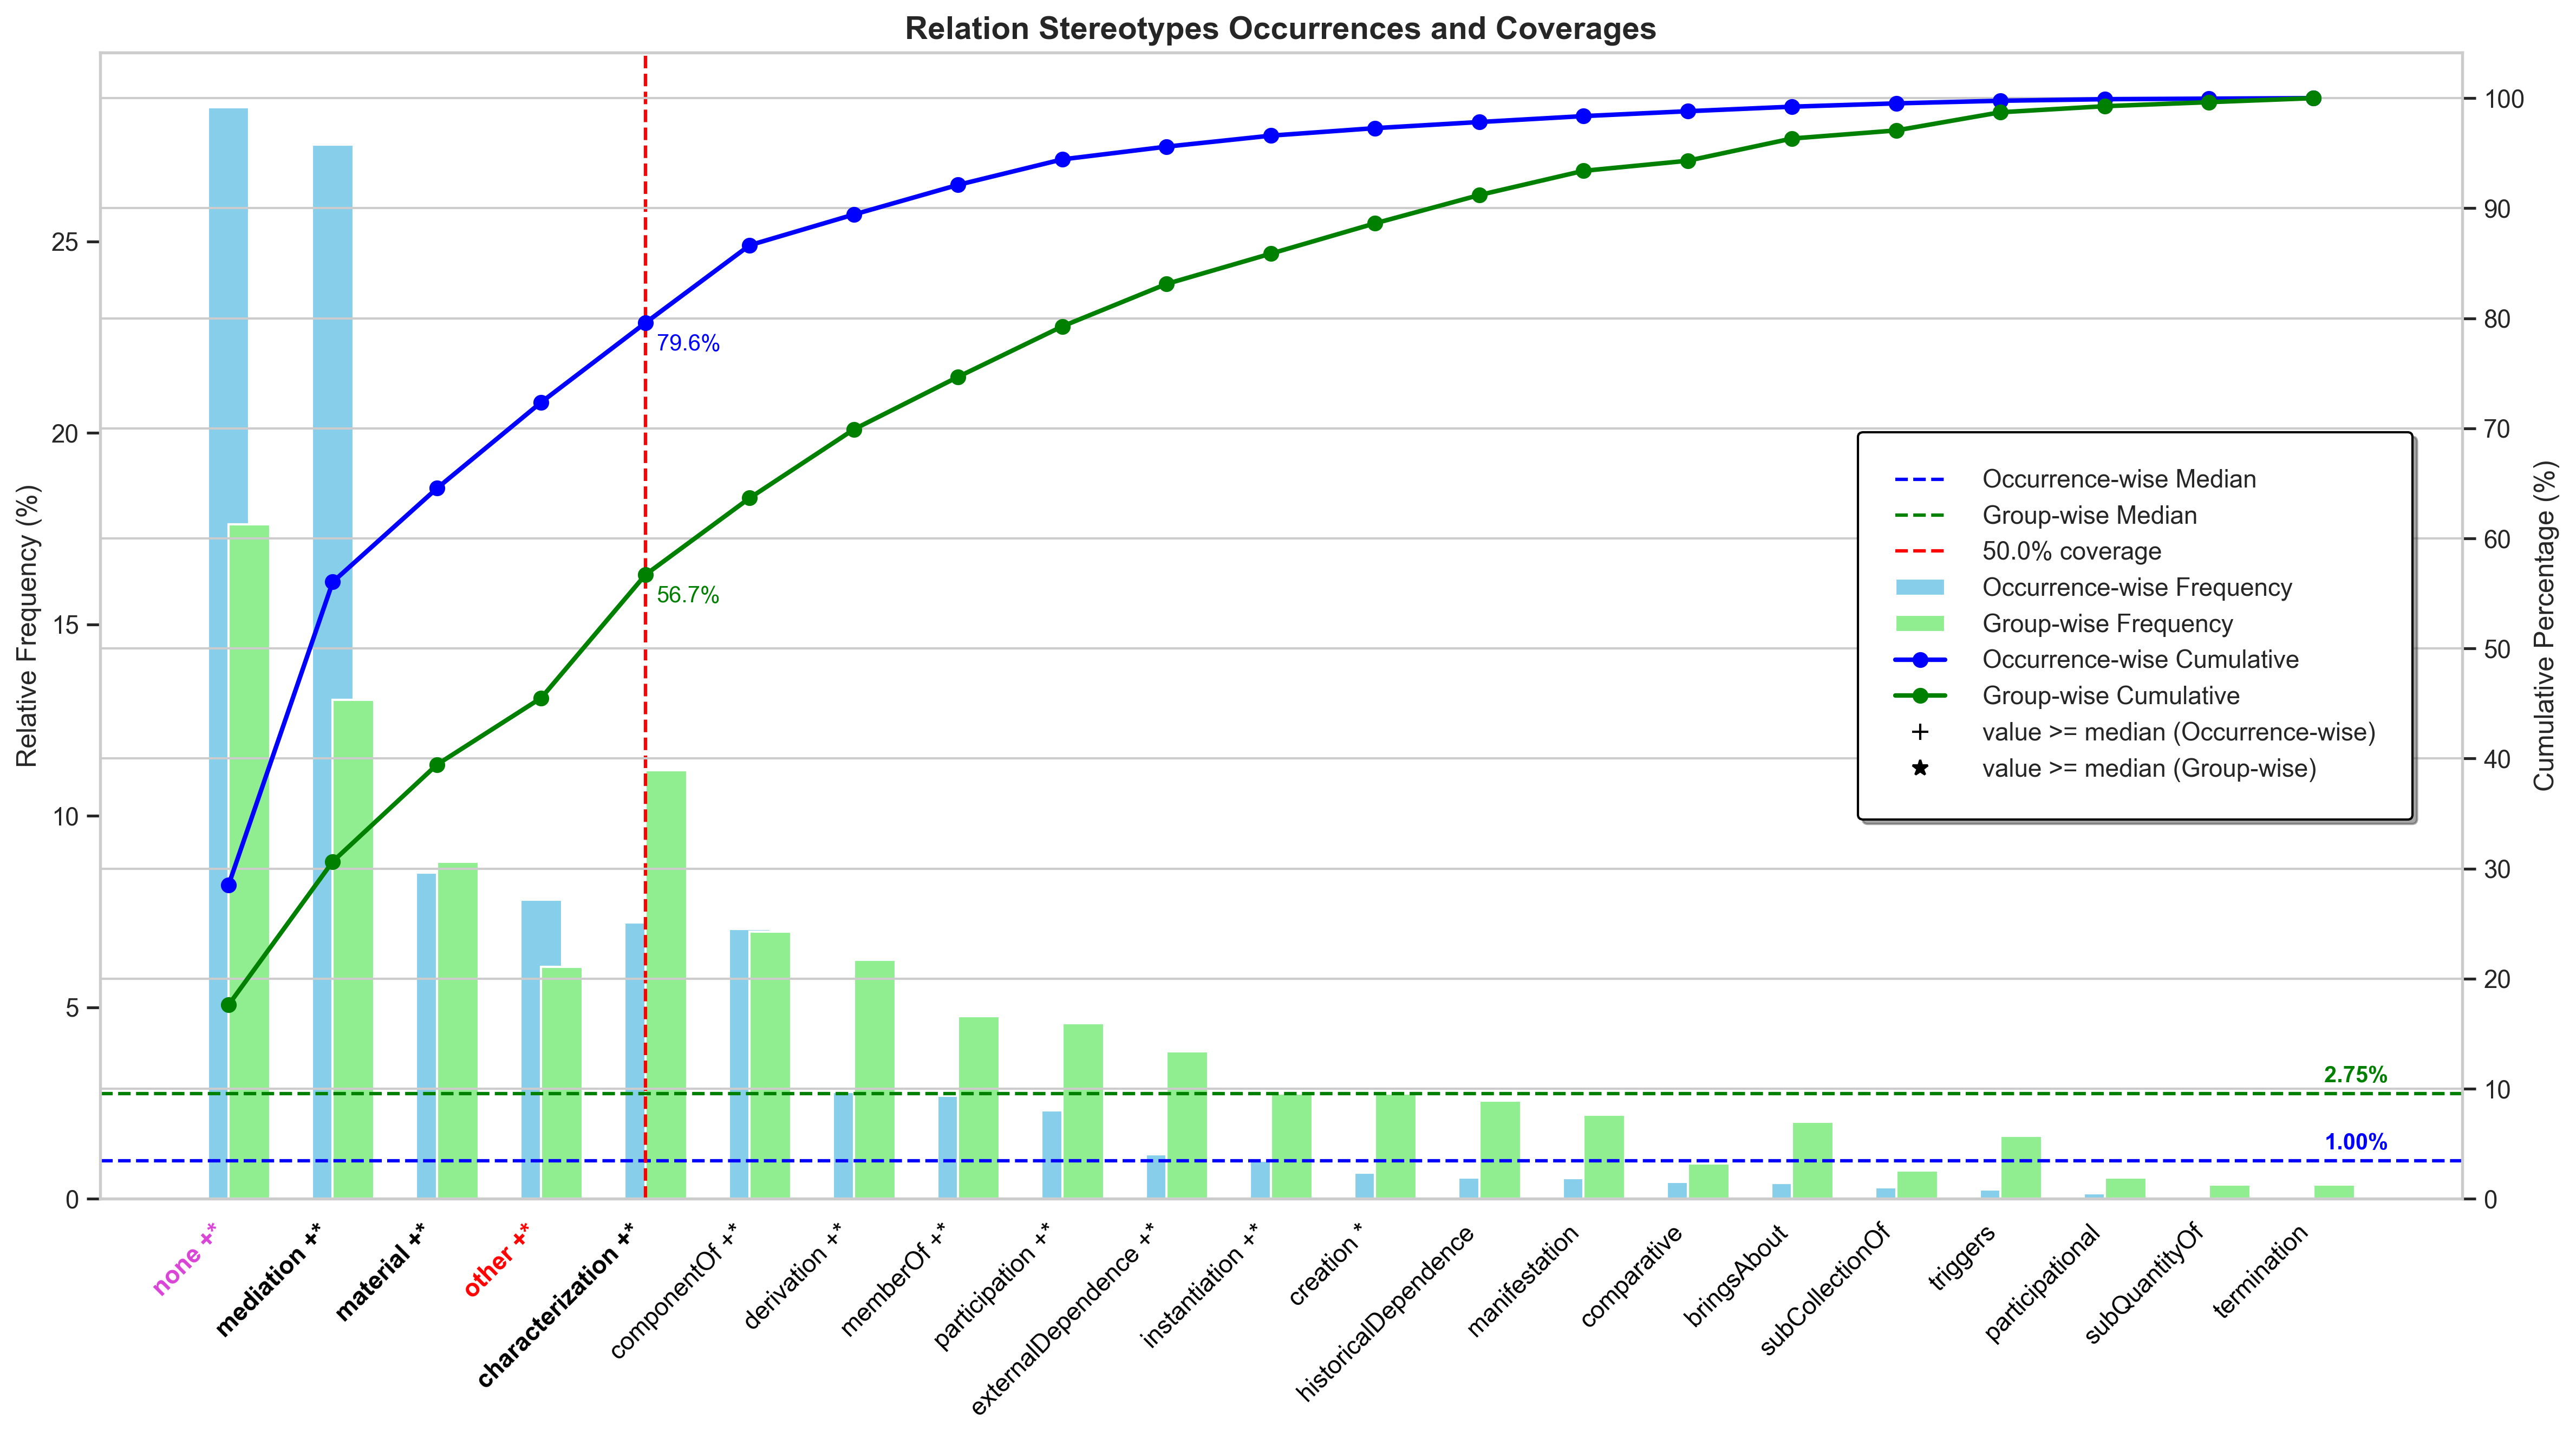 Relation Stereotypes Occurrences and Coverages
Relative Frequency (%)
25
20
15
10
5
0
100
90
80
70
60
50
40
30
20
10
0
Cumulative Percentage (%)
79.6%
56.7%
2.75%
1.00%
Occurrence-wise Median
Group-wise Median
50.0% coverage
Occurrence-wise Frequency
Group-wise Frequency
Occurrence-wise Cumulative
Group-wise Cumulative
value >= median (Occurrence-wise)
value >= median (Group-wise)
none +*
mediation +*
material +*
other +*
characterization +*
componentOf +*
derivation +*
memberOf +*
participation +*
externalDependence +*
instantiation +*
creation *
historicalDependence
manifestation
comparative
bringsAbout
subCollectionOf
triggers
participational
subQuantityOf
termination